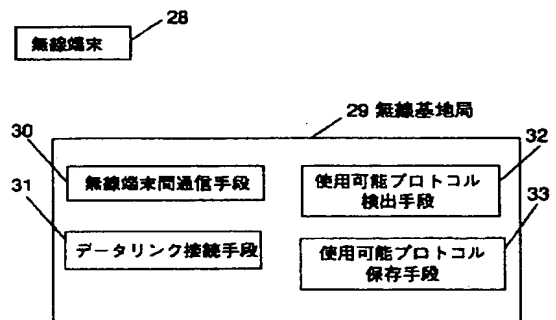 28
無線端末
29 無線基地局
30
無線端末間通信手段
31
データリンク接続手段
32
使用可能プロトコル
検出手段
33
使用可能プロトコル
保存手段